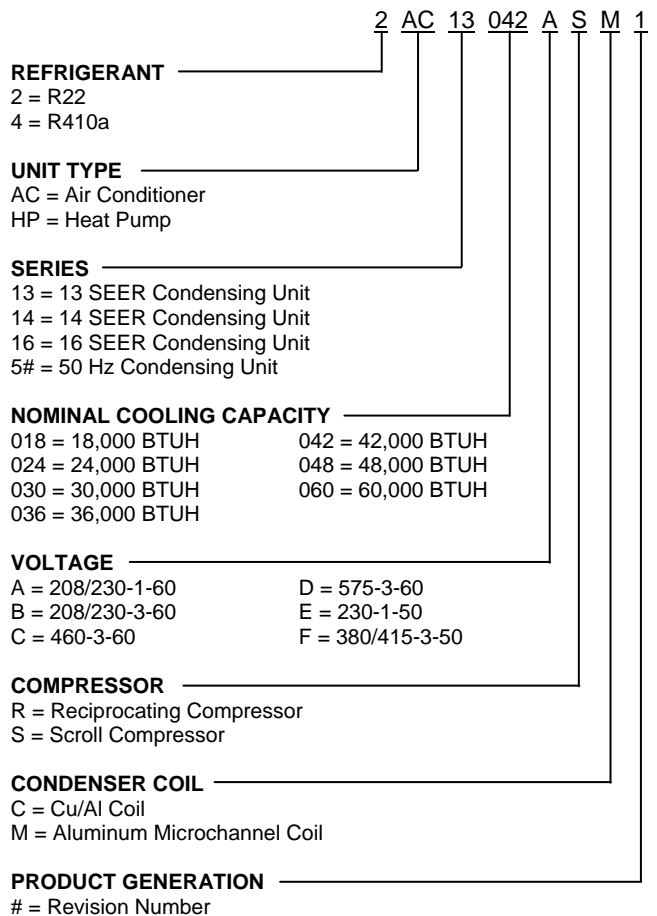 2 AC 13 042 A S M 1
REFRIGERANT
2 = R22
4 = R410a
UNIT TYPE
AC = Air Conditioner
HP = Heat Pump
SERIES
13 = 13 SEER Condensing Unit
14 = 14 SEER Condensing Unit
16 = 16 SEER Condensing Unit
5# = 50 Hz Condensing Unit
NOMINAL COOLING CAPACITY
018 = 18,000 BTUH 042 = 42,000 BTUH
024 = 24,000 BTUH 048 = 48,000 BTUH
030 = 30,000 BTUH 060 = 60,000 BTUH
036 = 36,000 BTUH
VOLTAGE
A = 208/230-1-60 D = 575-3-60
B = 208/230-3-60 E = 230-1-50
C = 460-3-60 F = 380/415-3-50
COMPRESSOR
R = Reciprocating Compressor
S = Scroll Compressor
CONDENSER COIL
C = Cu/Al Coil
M = Aluminum Microchannel Coil
PRODUCT GENERATION
# = Revision Number